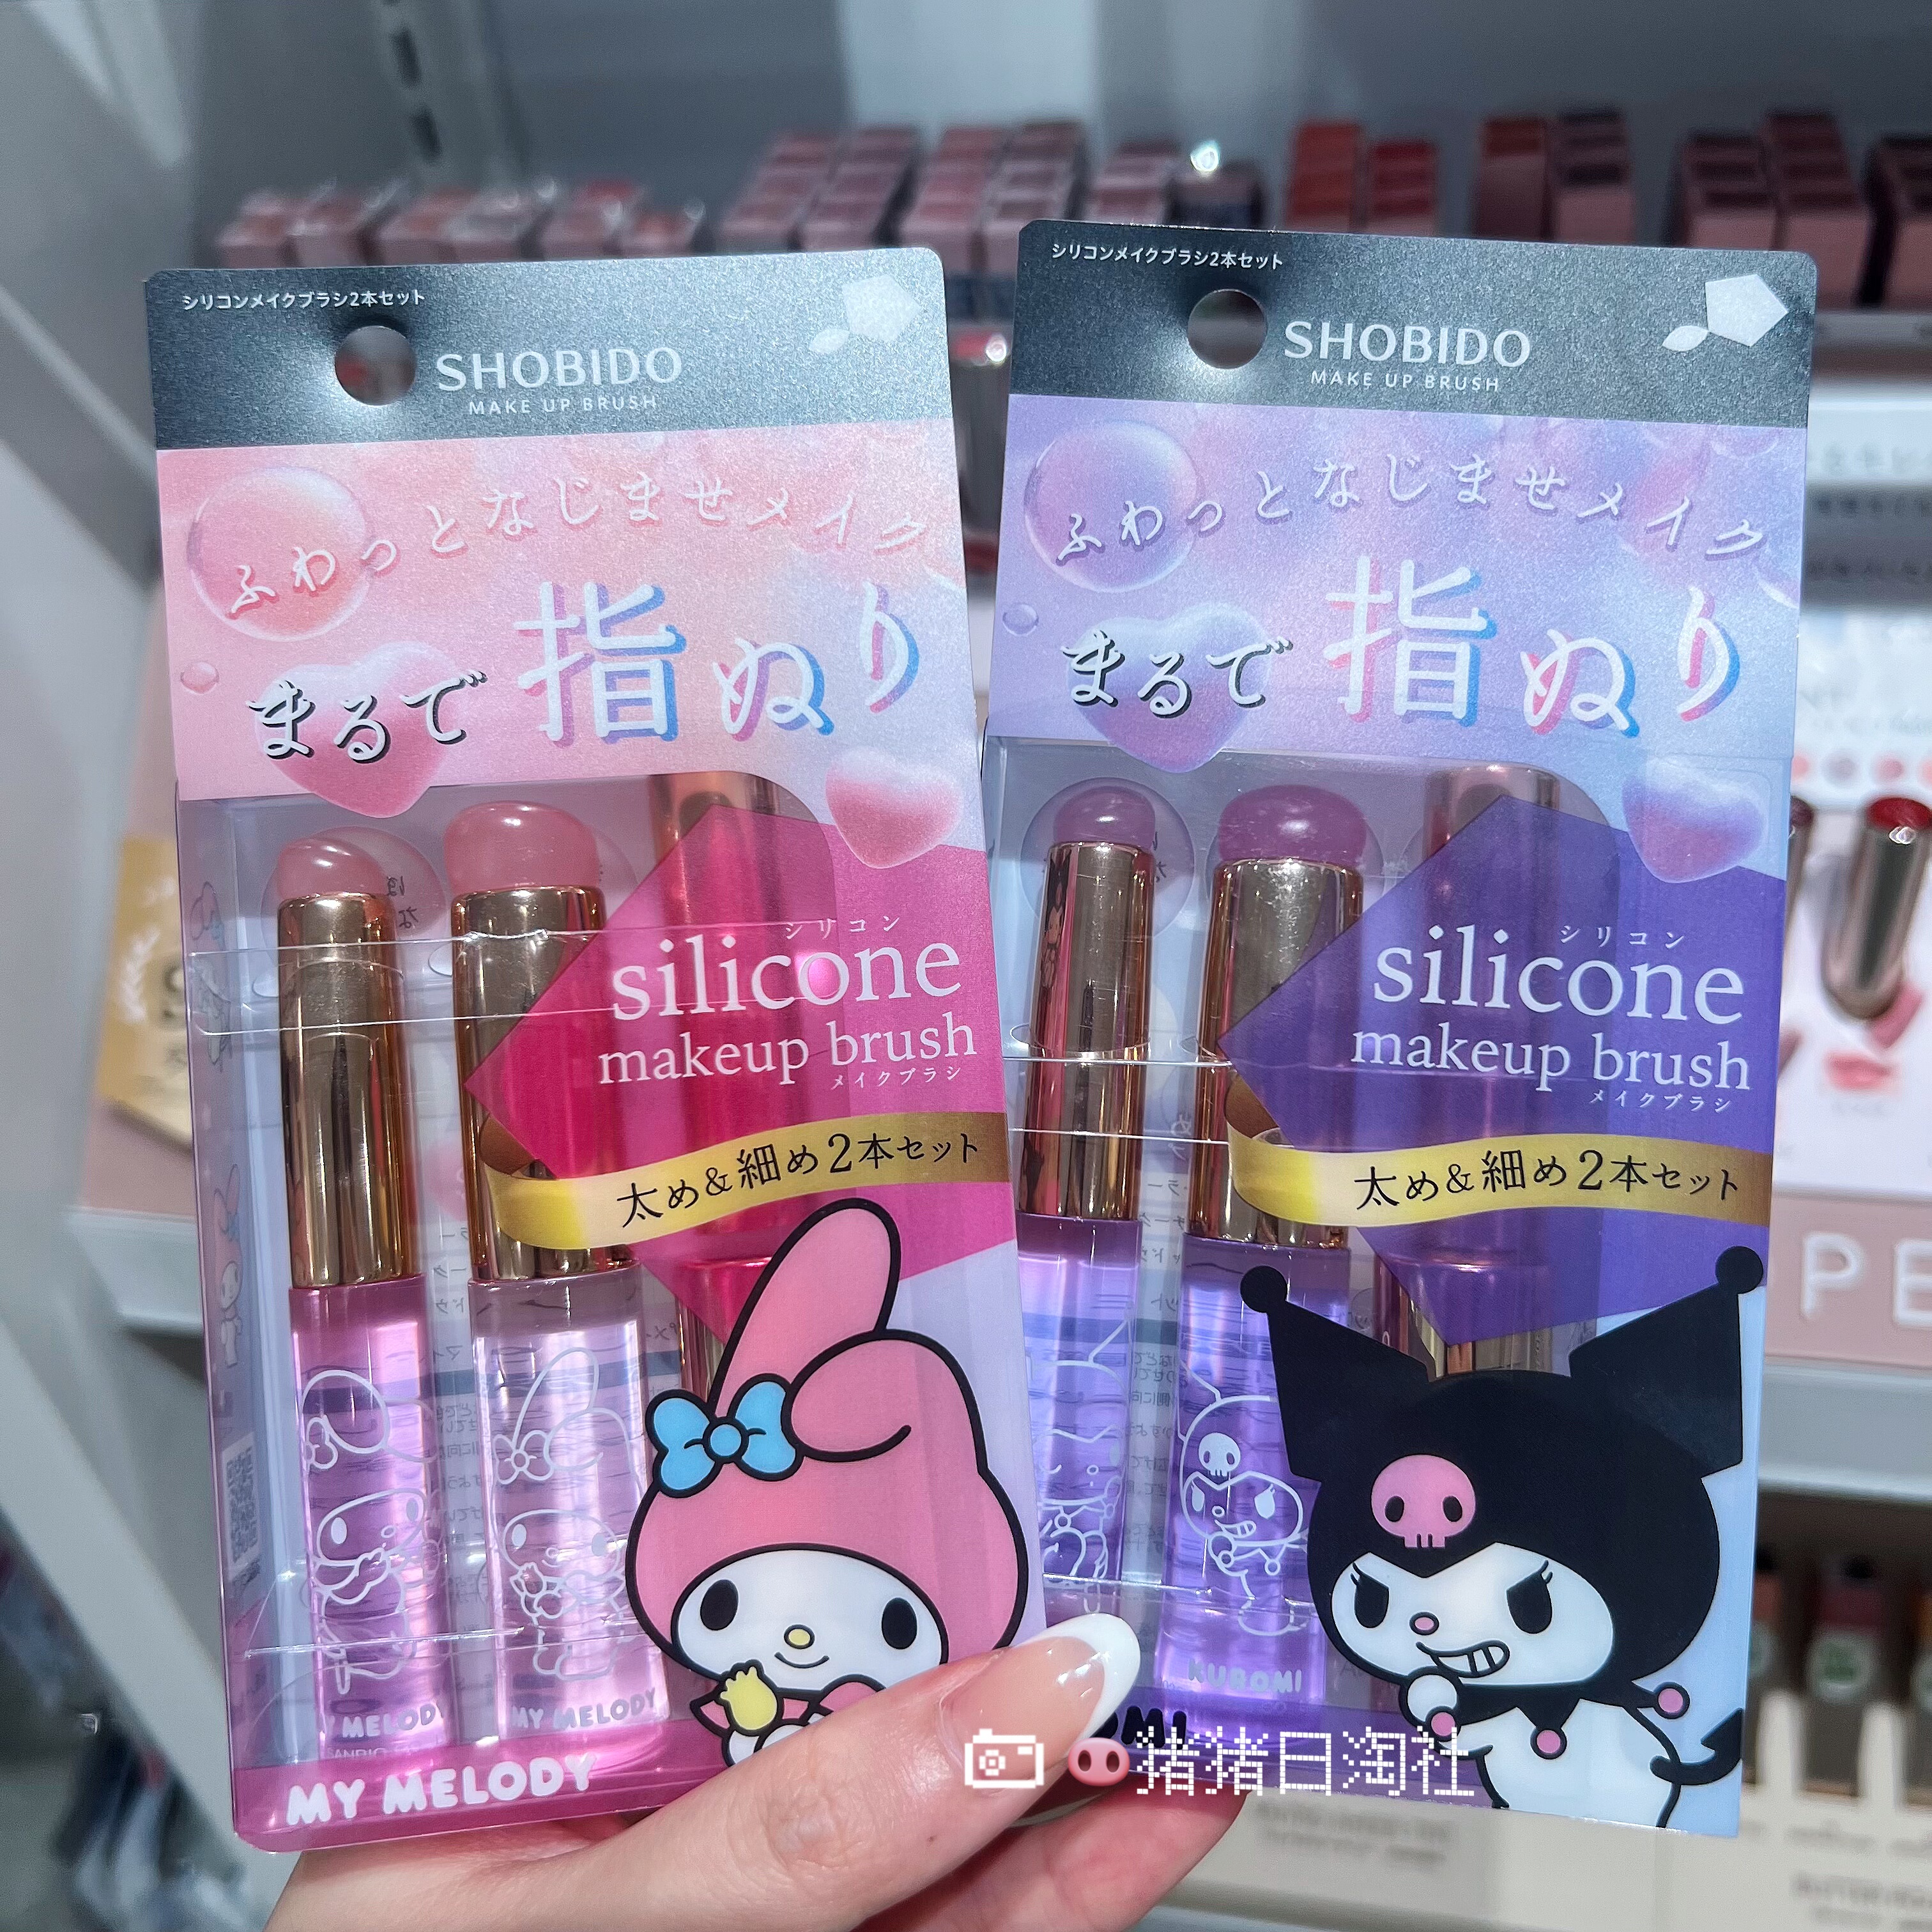 シリコンメイクブラシ2本セット
SHOBIDO
MAKE UP BRUSH
ふわっとなじませメイク
まるで指ぬり
シリコン
silicone
makeup brush
メイクブラシ
太め&細め2本セット
MELOD
MY MELODY
MY MELODY
シリコンメイクブラシ2本セット
SHOBIDO
MAKE UP BRUSH
ふわっとなじませメイク
まるで指ぬり
シリコン
silicone
makeup brush
メイクブラシ
太め&細め2本セット
KUROMI
OMI
PE
猪猪日淘社